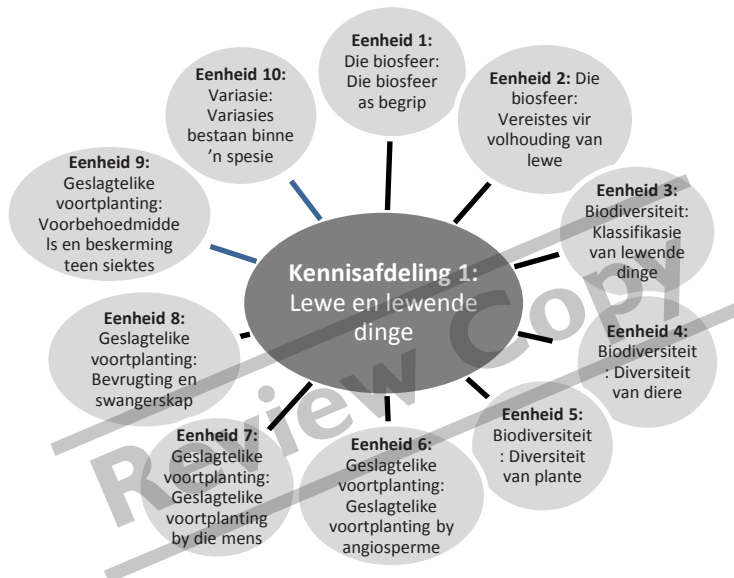 Kennisafdeling 1:
Lewe en lewende
dinge
Eenheid 1:
Die biosfeer:
Die biosfeer
as begrip
Eenheid 2: Die
biosfeer:
Vereistes vir
volhouding van
lewe
Eenheid 3:
Biodiversiteit:
Klassifikasie
van lewende
dinge
Eenheid 4:
Biodiversiteit
: Diversiteit
van diere
Eenheid 5:
Biodiversiteit
: Diversiteit
van plante
Eenheid 6:
Geslagtelike
voortplanting:
Geslagtelike
voortplanting by
angiosperme
Eenheid 7:
Geslagtelike
voortplanting:
Geslagtelike
voortplanting
by die mens
Eenheid 8:
Geslagtelike
voortplanting:
Bevrugting en
swangerskap
Eenheid 9:
Geslagtelike
voortplanting:
Voorbehoedmidde
ls en beskerming
teen siektes
Eenheid 10:
Variasie:
Variasies
bestaan binne
’n spesie
Review Copy